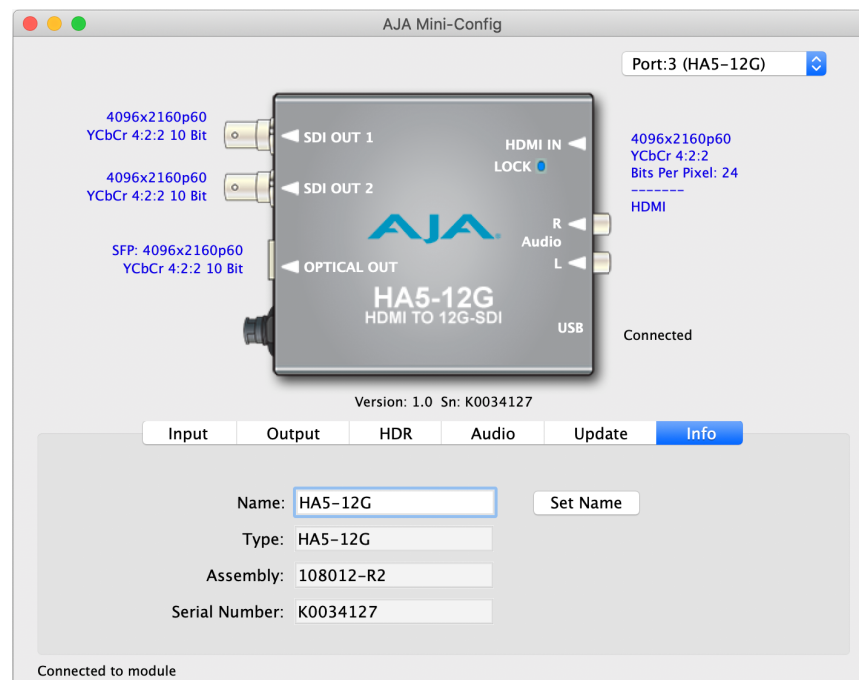 AJA Mini-Config
Port:3 (HA5-12G)
4096x2160p60
YCbCr 4:2:2 10 Bit
SDI OUT 1
HDMI IN
LOCK
4096x2160p60
YCbCr 4:2:2
Bits Per Pixel: 24
-------
HDMI
4096x2160p60
YCbCr 4:2:2 10 Bit
SDI OUT 2
AJA
R
Audio
L
SFP: 4096x2160p60
YCbCr 4:2:2 10 Bit
OPTICAL OUT
HA5-12G
HDMI TO 12G-SDI
USB
Connected
Version: 1.0 Sn: K0034127
Input Output HDR Audio Update Info
Name: HA5-12G Set Name
Type: HA5-12G
Assembly: 108012-R2
Serial Number: K0034127
Connected to module